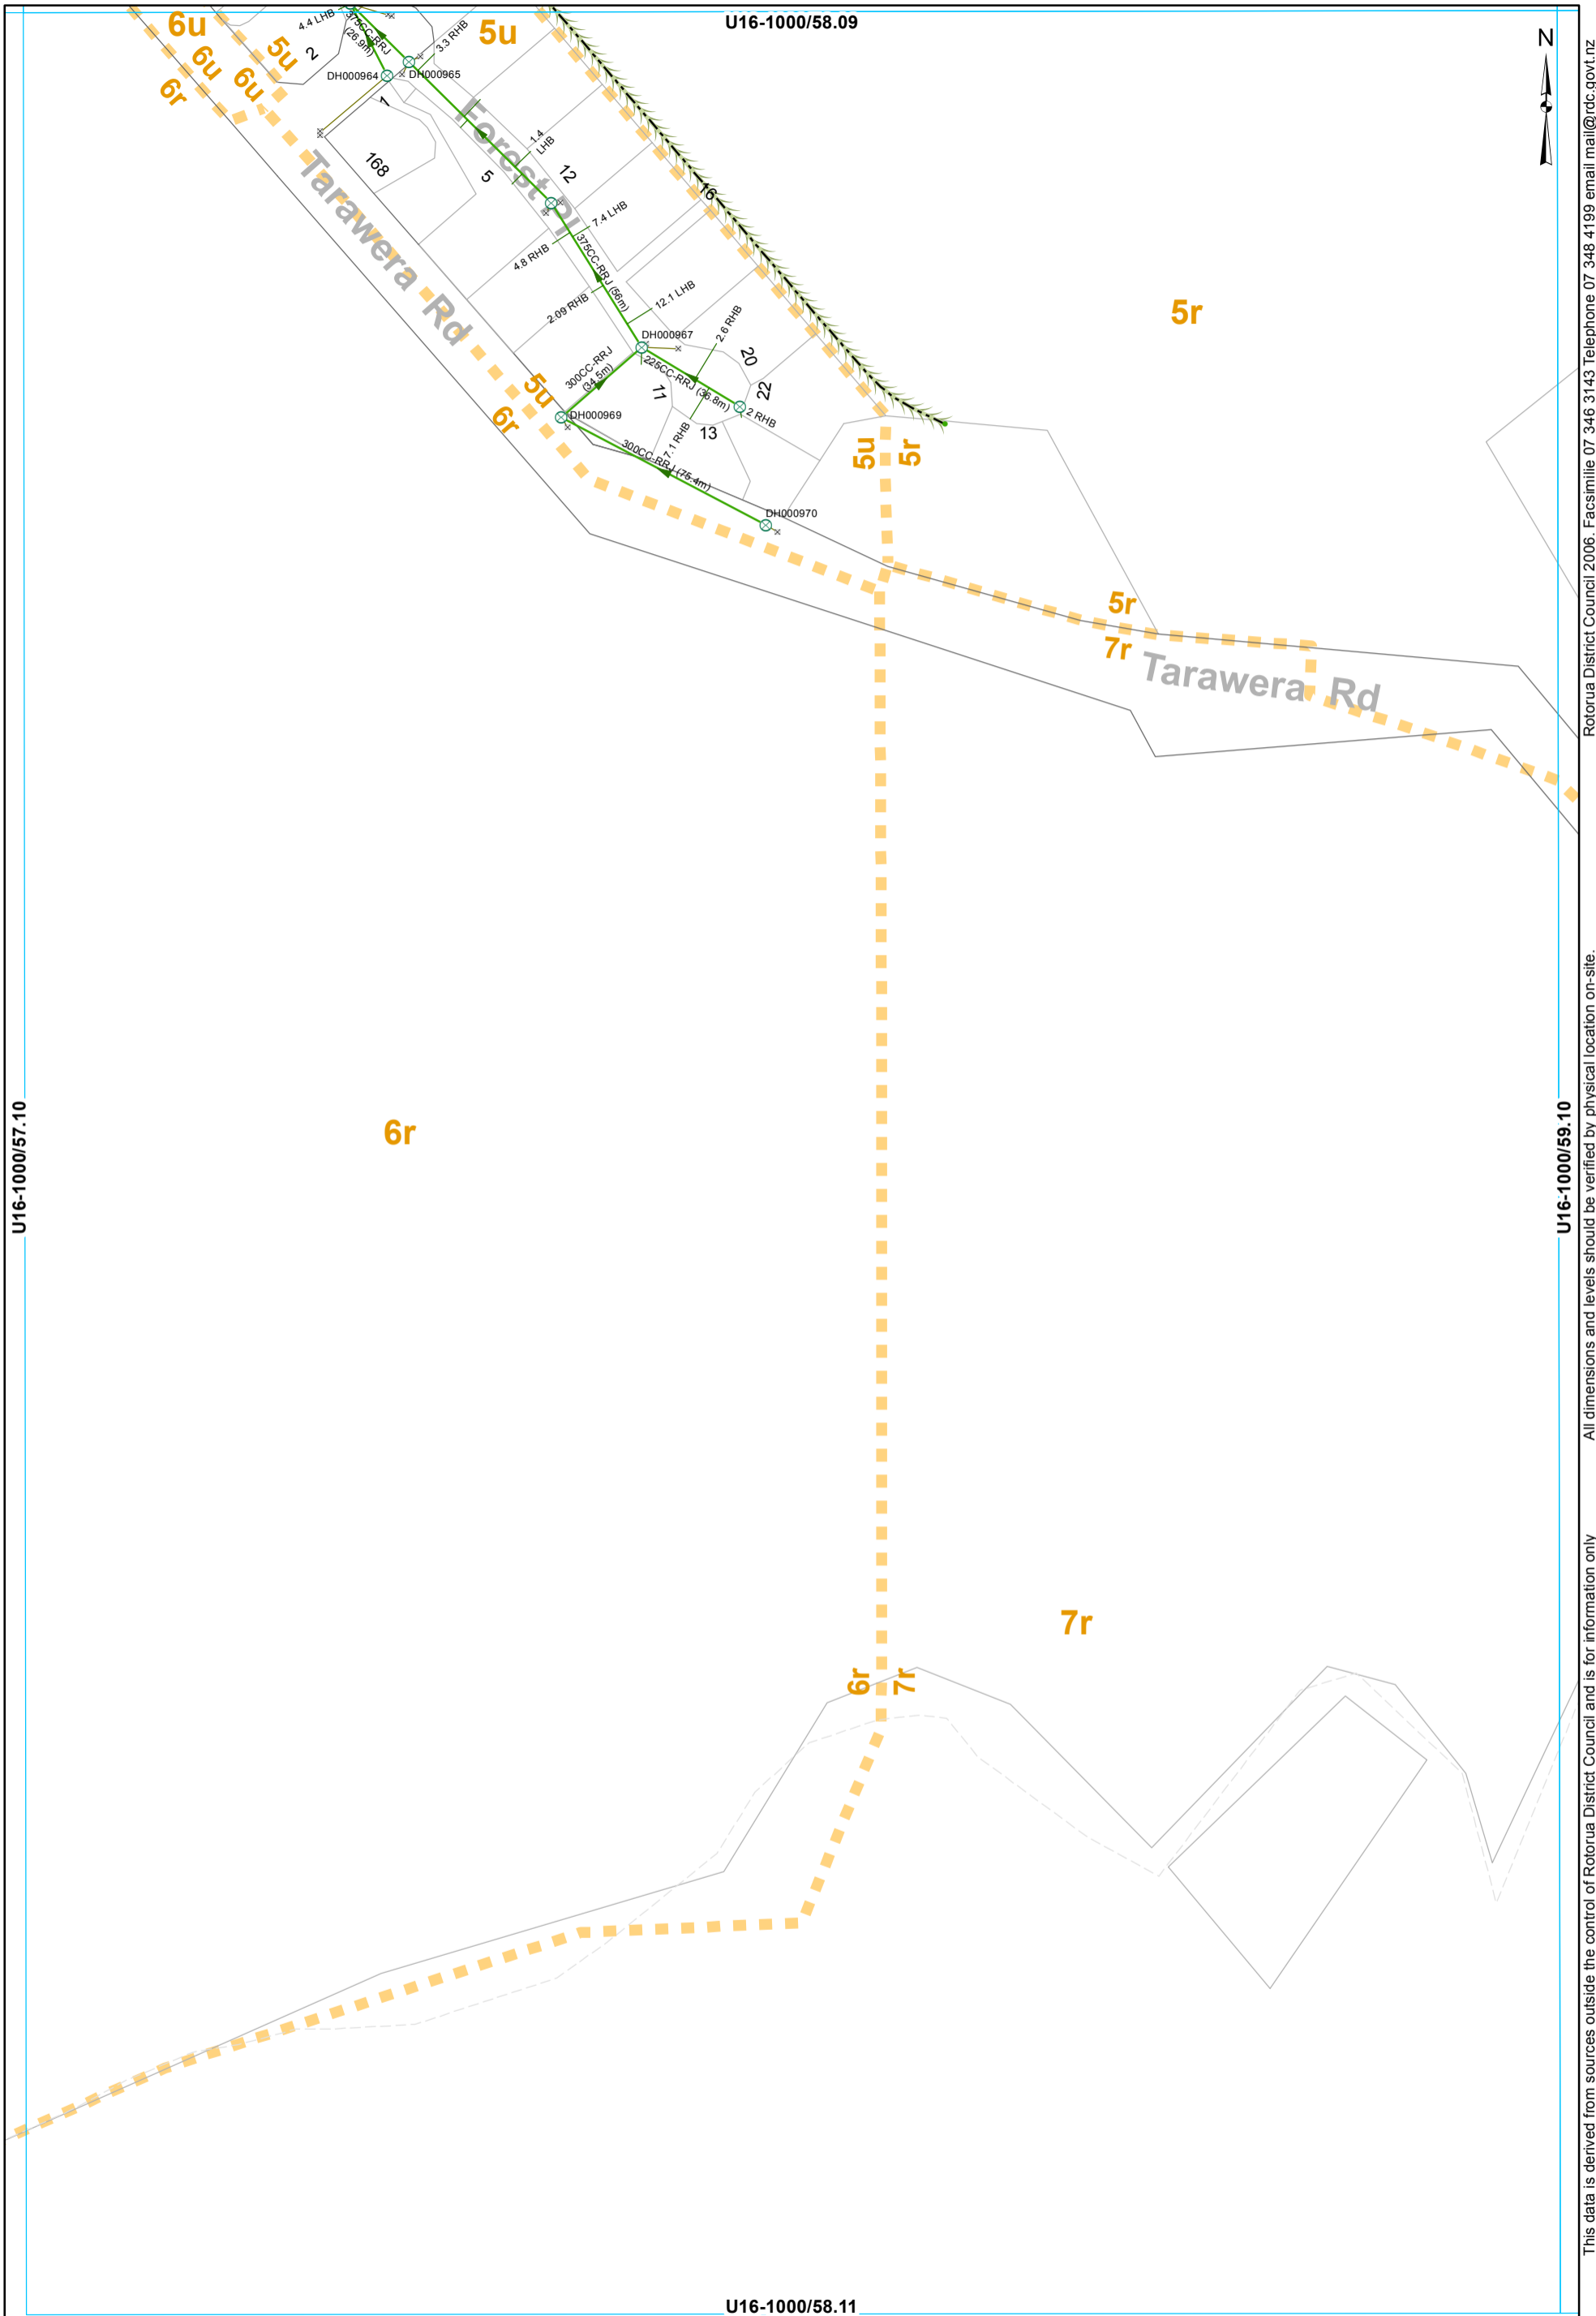 U16-1000/58.09
N
6u
5u
4.4 LHB
375CC-RRJ
(26.9m)
2
3.3 RHB
5u
6u
6u
6r
DH000964
DH000965
1
Forest Pl
1.4
LHB
168
5
12
16
Tarawera Rd
7.4 LHB
4.8 RHB
375CC-RRJ (56m)
2.09 RHB
12.1 LHB
5r
DH000967
2.6 RHB
20
300CC-RRJ
(34.5m)
225CC-RRJ (36.8m)
22
11
5u
6r
DH000969
2 RHB
13
7.1 RHB
5u
5r
300CC-RRJ (75.4m)
DH000970
5r
7r
Tarawera Rd
U16-1000/57.10
6r
U16-1000/59.10
7r
6r
7r
U16-1000/58.11
Rotorua District Council 2006. Facsimilie 07 346 3143 Telephone 07 348 4199 email mail@rdc.govt.nz
All dimensions and levels should be verified by physical location on-site.
This data is derived from sources outside the control of Rotorua District Council and is for information only